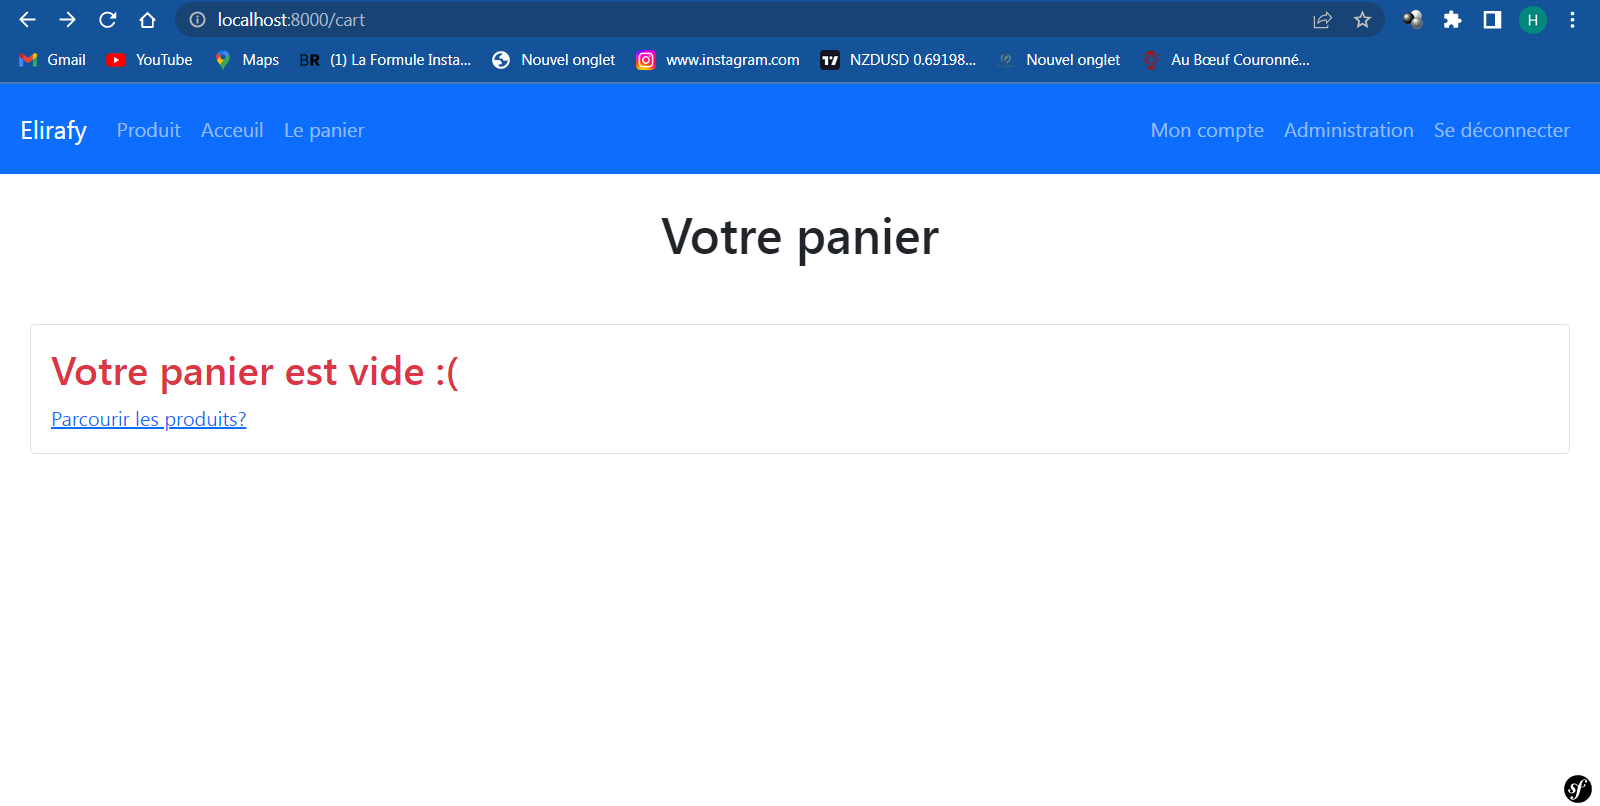 localhost:8000/cart
H
Gmail YouTube Maps BR (1) La Formule Insta... Nouvel onglet www.instagram.com NZDUSD 0.69198... Nouvel onglet Au Bœuf Couronné...
Elirafy Produit Acceuil Le panier Mon compte Administration Se déconnecter
Votre panier
Votre panier est vide :(
Parcourir les produits?
sf